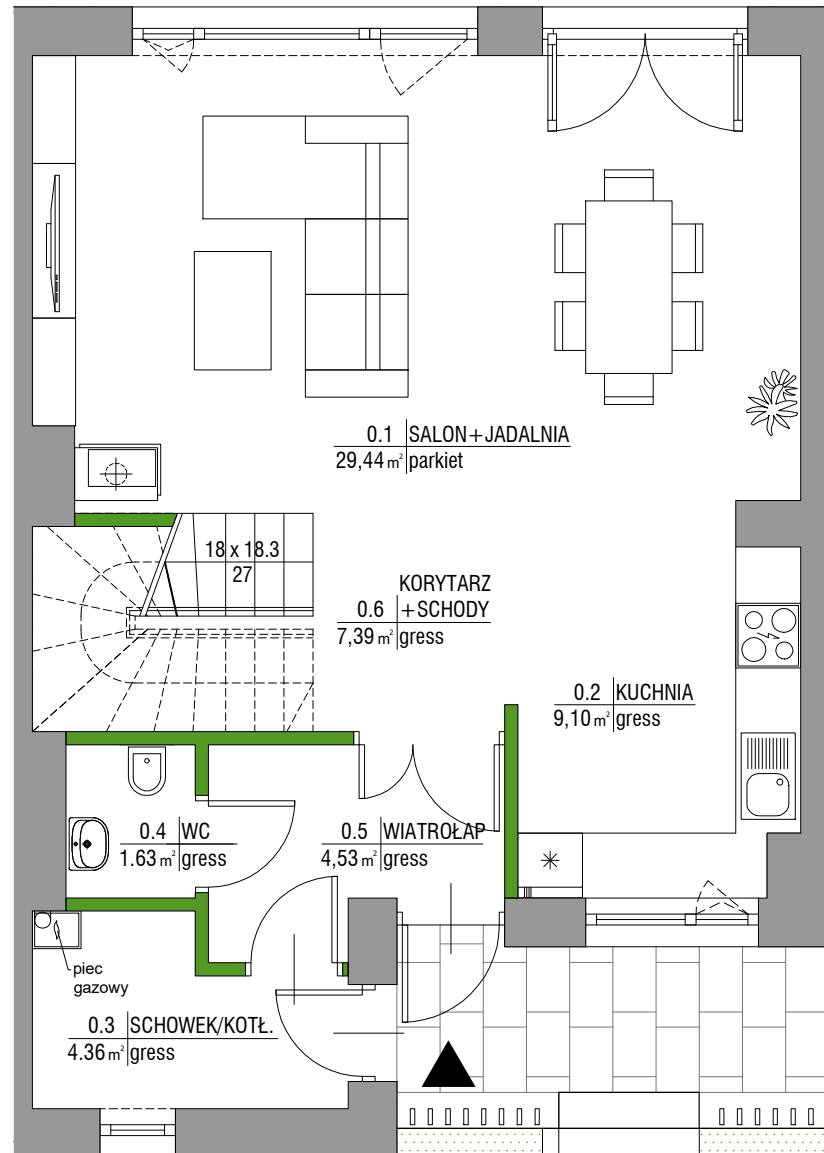 0.1 SALON+JADALNIA
29,44 m² parkiet
18 x 18.3
27
KORYTARZ
0.6 +SCHODY
7,39 m² gress
0.2 KUCHNIA
9,10 m² gress
0.4 WC
1.63 m² gress
0.5 WIATROŁAP
4,53 m² gress
piec
gazowy
0.3 SCHOWEK/KOTŁ.
4.36 m² gress